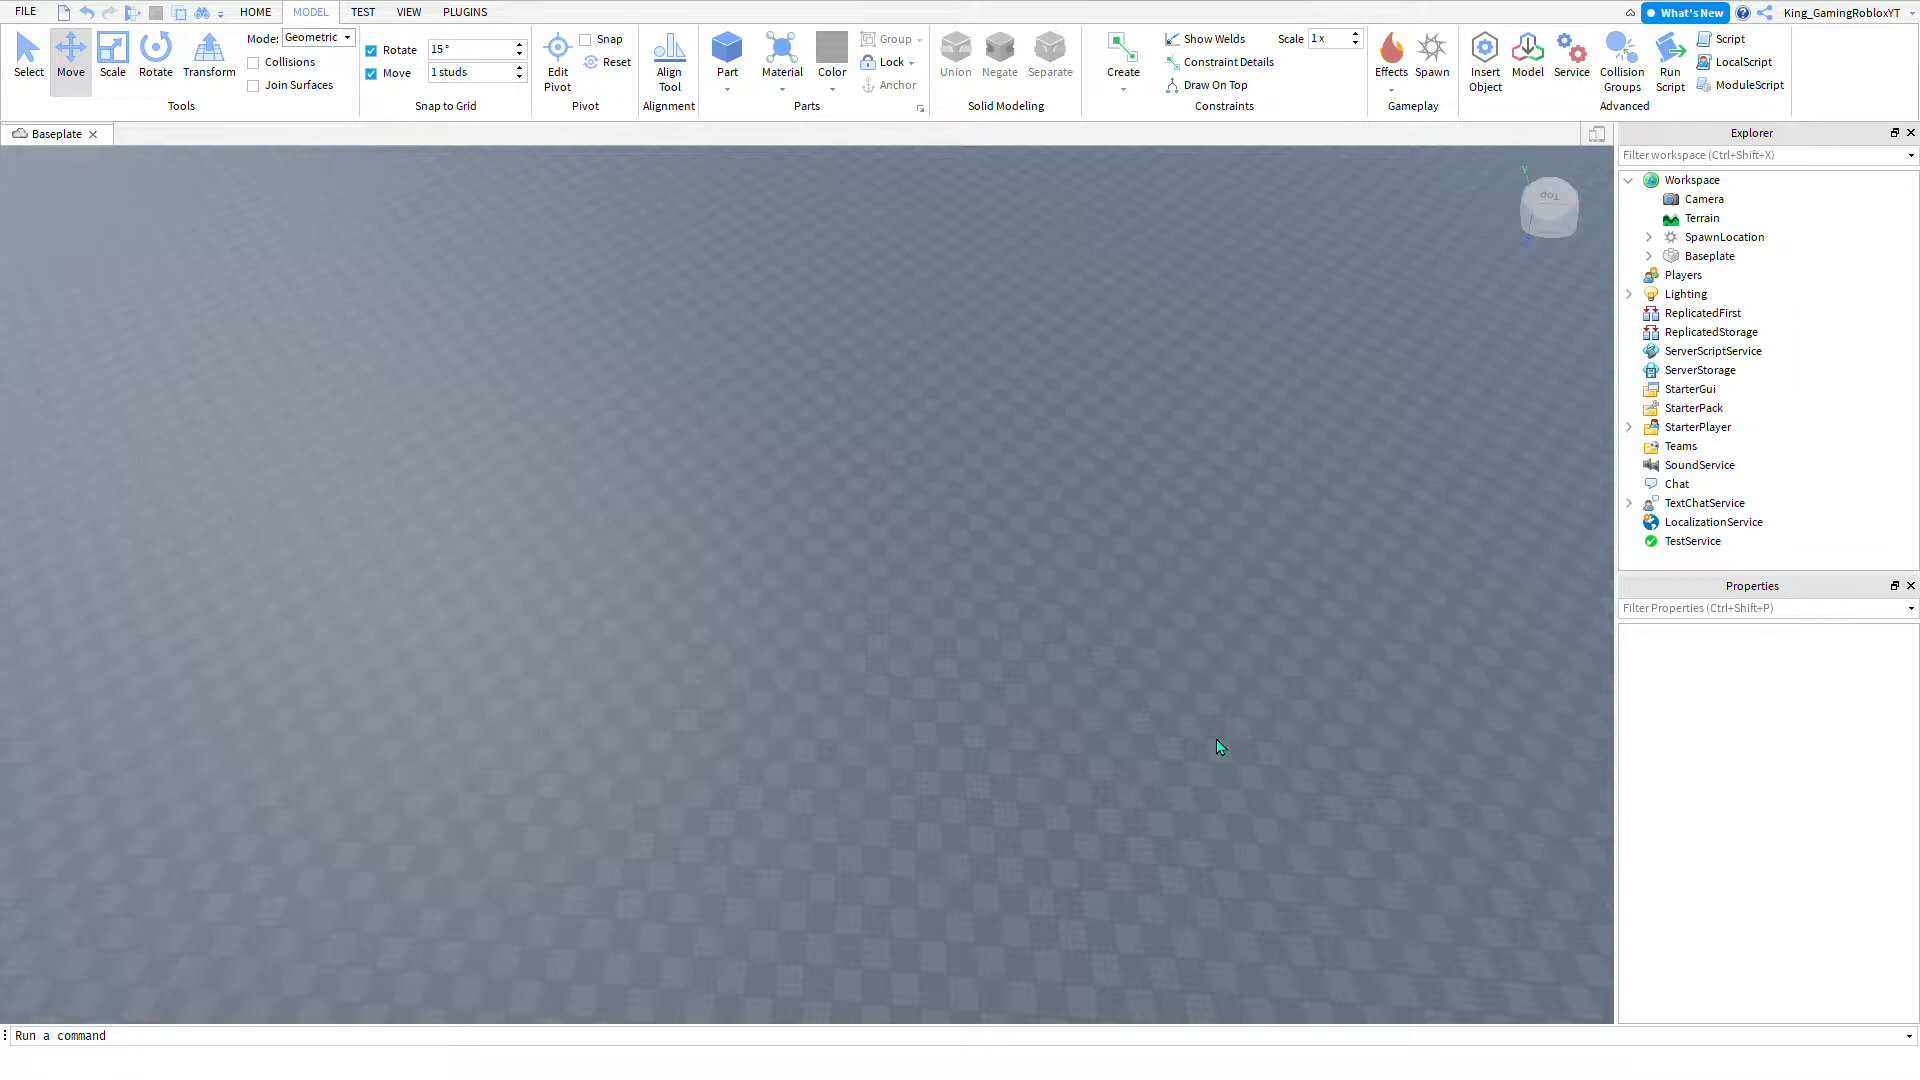 FILE HOME MODEL TEST VIEW PLUGINS What's New King_GamingRobloxYT
Select Move Scale Rotate Transform
Mode: Geometric
Collisions
Join Surfaces
Tools
Rotate 15°
Move 1 studs
Snap to Grid
Edit Pivot
Snap
Reset
Pivot
Align Tool
Alignment
Part Material Color
Group
Lock
Anchor
Parts
Union Negate Separate
Solid Modeling
Create
Show Welds
Constraint Details
Draw On Top
Scale 1 x
Constraints
Effects Spawn
Gameplay
Insert Object
Model
Service
Collision Groups
Run Script
Script
LocalScript
ModuleScript
Advanced
Baseplate
Top
Y
Z
Explorer
Filter workspace (Ctrl+Shift+X)
Workspace
Camera
Terrain
SpawnLocation
Baseplate
Players
Lighting
ReplicatedFirst
ReplicatedStorage
ServerScriptService
ServerStorage
StarterGui
StarterPack
StarterPlayer
Teams
SoundService
Chat
TextChatService
LocalizationService
TestService
Properties
Filter Properties (Ctrl+Shift+P)
Run a command